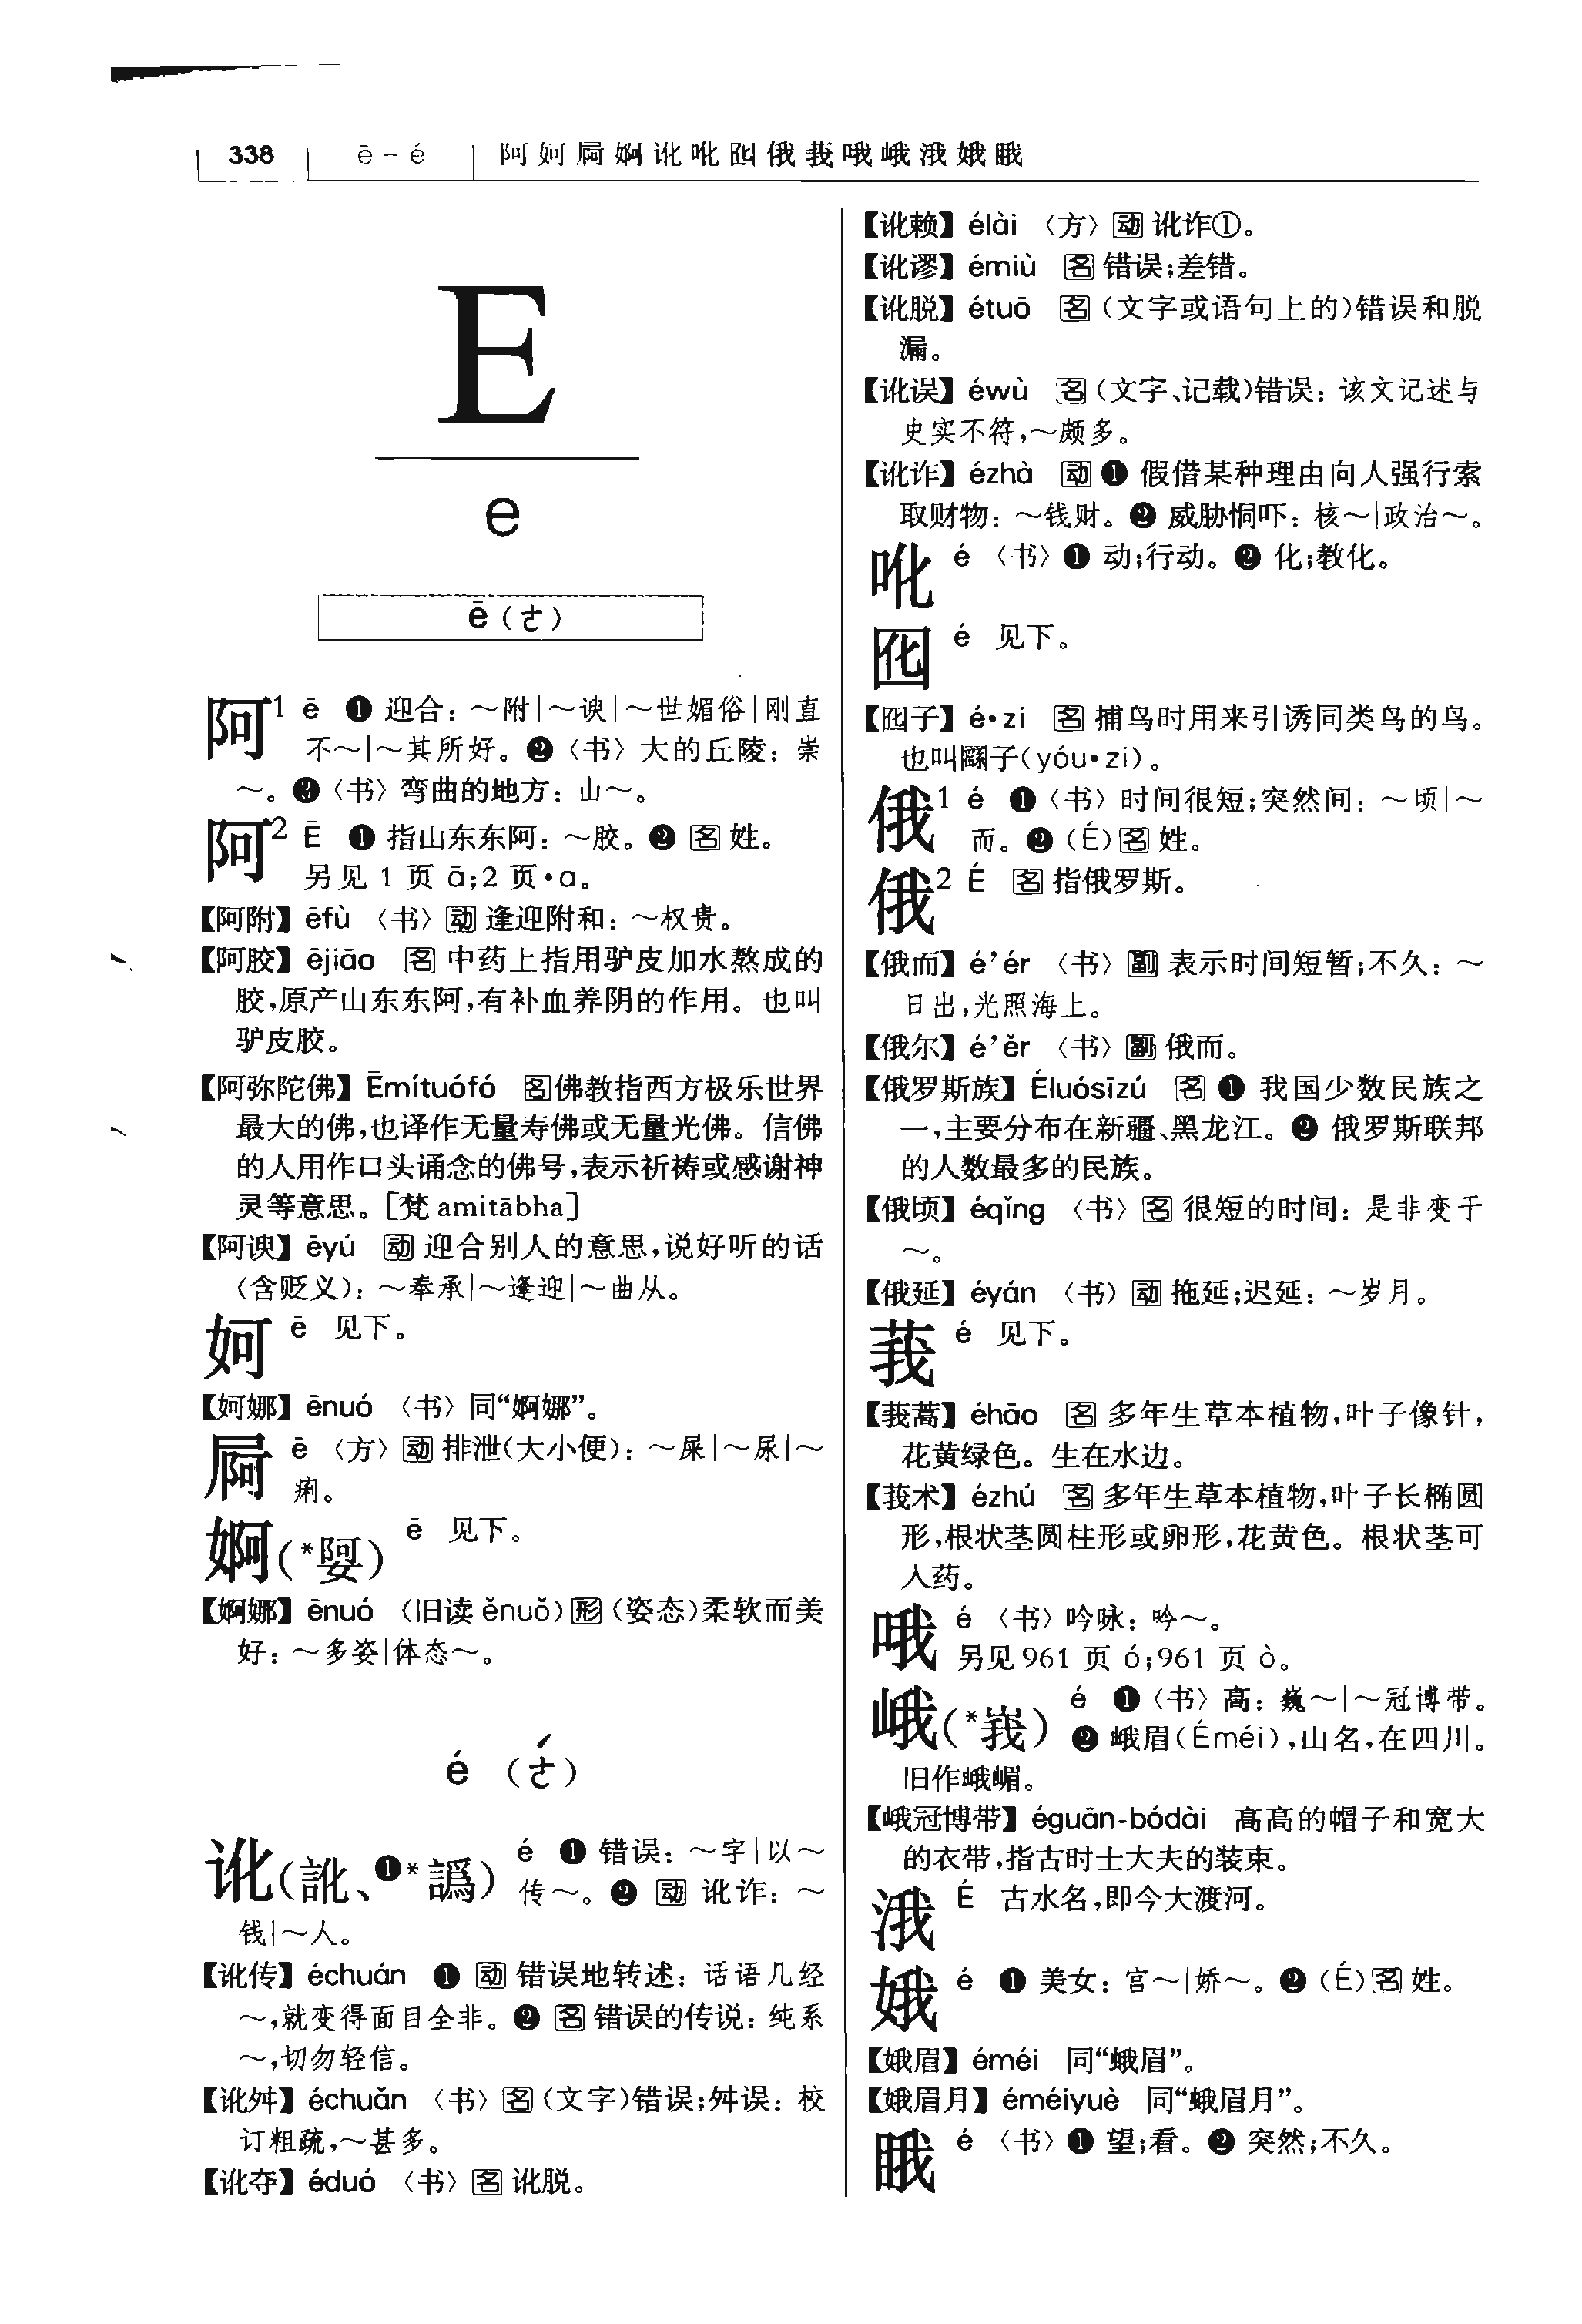 338 ē－é 阿妸屙婀讹吪囮俄莪哦峨涐娥睋
E
e
ē（ㄜ）
阿1 ē ❶ 迎合：～附|～谀|～世媚俗|刚直
不～|～其所好。❷〈书〉大的丘陵：崇
～。❸〈书〉弯曲的地方：山～。
阿2 Ē ❶ 指山东东阿：～胶。❷ 名 姓。
另见 1 页 ā;2 页·a。
【阿附】ēfù 〈书〉动 逢迎附和：～权贵。
【阿胶】ējiāo 名 中药上指用驴皮加水熬成的
胶，原产山东东阿，有补血养阴的作用。也叫
驴皮胶。
【阿弥陀佛】Ēmítuófó 名佛教指西方极乐世界
最大的佛，也译作无量寿佛或无量光佛。信佛
的人用作口头诵念的佛号，表示祈祷或感谢神
灵等意思。[梵 amitābha]
【阿谀】ēyú 动 迎合别人的意思，说好听的话
（含贬义）：～奉承|～逢迎|～曲从。
妸 ē 见下。
【妸娜】ēnuó 〈书〉同“婀娜”。
屙 ē 〈方〉动 排泄（大小便）：～屎|～尿|～
痢。
婀（*娿） ē 见下。
【婀娜】ēnuó （旧读 ěnuǒ）形（姿态）柔软而美
好：～多姿|体态～。
é （ㄜˊ）
讹（訛、❶*譌） é ❶ 错误：～字|以～
传～。❷ 动 讹诈：～
钱|～人。
【讹传】échuán ❶ 动 错误地转述：话语几经
～，就变得面目全非。❷ 名 错误的传说：纯系
～，切勿轻信。
【讹舛】échuǎn 〈书〉名（文字）错误；舛误：校
订粗疏，～甚多。
【讹夺】éduó 〈书〉名 讹脱。
【讹赖】élài 〈方〉动 讹诈①。
【讹谬】émiù 名 错误；差错。
【讹脱】étuō 名（文字或语句上的）错误和脱
漏。
【讹误】éwù 名（文字、记载）错误：该文记述与
史实不符，～颇多。
【讹诈】ézhà 动 ❶ 假借某种理由向人强行索
取财物：～钱财。❷ 威胁恫吓：核～|政治～。
吪 é 〈书〉❶ 动；行动。❷ 化；教化。
囮 é 见下。
【囮子】é·zi 名 捕鸟时用来引诱同类鸟的鸟。
也叫圝子（yóu·zi）。
俄1 é ❶〈书〉时间很短；突然间：～顷|～
而。❷（É）名 姓。
俄2 É 名 指俄罗斯。
【俄而】é’ér 〈书〉副 表示时间短暂；不久：～
日出，光照海上。
【俄尔】é’ěr 〈书〉副 俄而。
【俄罗斯族】Éluósīzú 名 ❶ 我国少数民族之
一，主要分布在新疆、黑龙江。❷ 俄罗斯联邦
的人数最多的民族。
【俄顷】éqǐng 〈书〉名 很短的时间：是非变于
～。
【俄延】éyán 〈书〉动 拖延；迟延：～岁月。
莪 é 见下。
【莪蒿】éhāo 名 多年生草本植物，叶子像针，
花黄绿色。生在水边。
【莪术】ézhú 名 多年生草本植物，叶子长椭圆
形，根状茎圆柱形或卵形，花黄色。根状茎可
入药。
哦 é 〈书〉吟咏：吟～。
另见 961 页 ó;961 页 ò。
峨（*峩） é ❶〈书〉高：巍～|～冠博带。
❷ 峨眉（Éméi），山名，在四川。
旧作峨嵋。
【峨冠博带】éguān-bódài 高高的帽子和宽大
的衣带，指古时士大夫的装束。
涐 É 古水名，即今大渡河。
娥 é ❶ 美女：宫～|娇～。❷（É）名 姓。
【娥眉】éméi 同“蛾眉”。
【娥眉月】éméiyuè 同“蛾眉月”。
睋 é 〈书〉❶ 望；看。❷ 突然；不久。